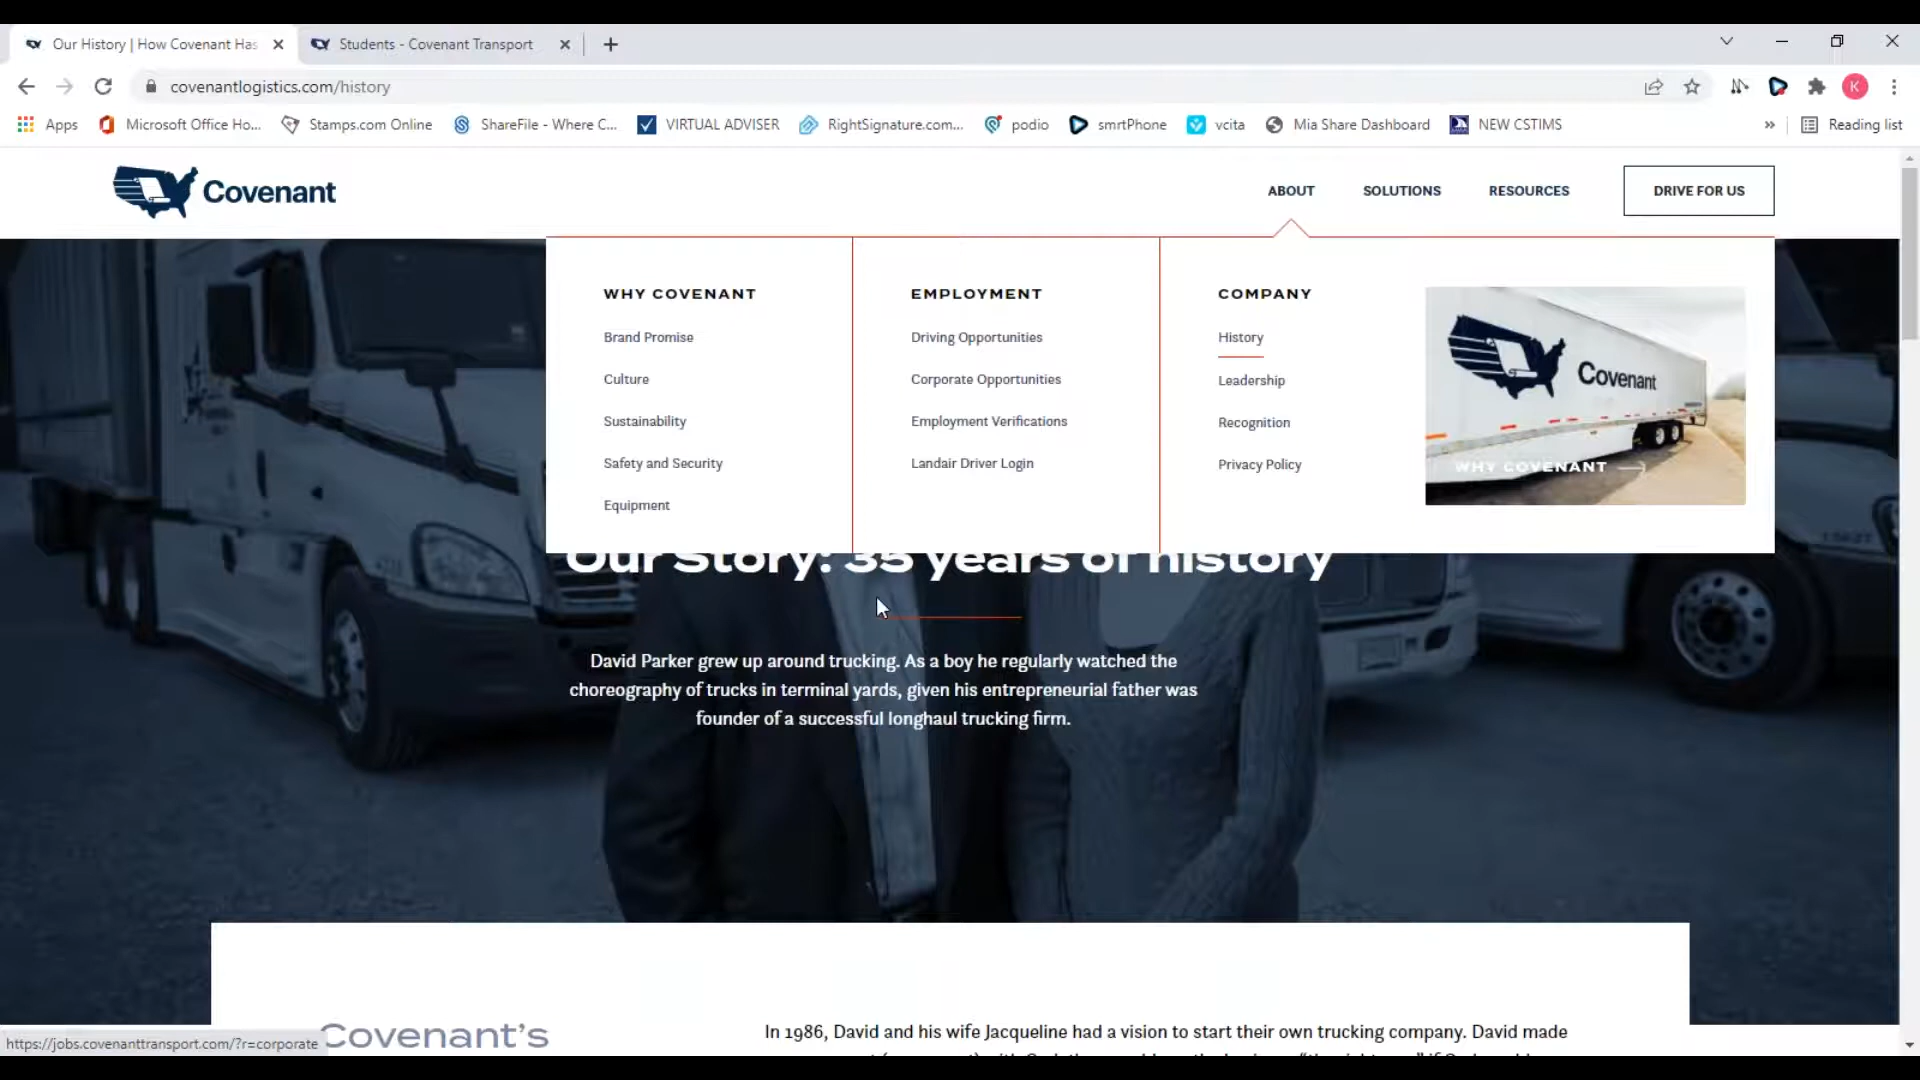 Our History | How Covenant Has
Students - Covenant Transport
covenantlogistics.com/history
K
Apps
Microsoft Office Ho...
Stamps.com Online
ShareFile - Where C...
VIRTUAL ADVISER
RightSignature.com...
podio
smrtPhone
vcita
Mia Share Dashboard
NEW CSTIMS
»
Reading list
Covenant
ABOUT
SOLUTIONS
RESOURCES
DRIVE FOR US
WHY COVENANT
Brand Promise
Culture
Sustainability
Safety and Security
Equipment
EMPLOYMENT
Driving Opportunities
Corporate Opportunities
Employment Verifications
Landair Driver Login
COMPANY
History
Leadership
Recognition
Privacy Policy
Covenant
WHY COVENANT
Our Story: 35 years of history
David Parker grew up around trucking. As a boy he regularly watched the
choreography of trucks in terminal yards, given his entrepreneurial father was
founder of a successful longhaul trucking firm.
Covenant's
In 1986, David and his wife Jacqueline had a vision to start their own trucking company. David made
https://jobs.covenanttransport.com/?r=corporate